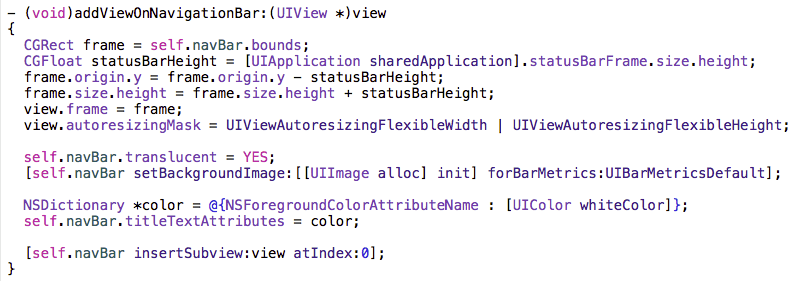 - (void)addViewOnNavigationBar:(UIView *)view
{
  CGRect frame = self.navBar.bounds;
  CGFloat statusBarHeight = [UIApplication sharedApplication].statusBarFrame.size.height;
  frame.origin.y = frame.origin.y - statusBarHeight;
  frame.size.height = frame.size.height + statusBarHeight;
  view.frame = frame;
  view.autoresizingMask = UIViewAutoresizingFlexibleWidth | UIViewAutoresizingFlexibleHeight;

  self.navBar.translucent = YES;
  [self.navBar setBackgroundImage:[[UIImage alloc] init] forBarMetrics:UIBarMetricsDefault];

  NSDictionary *color = @{NSForegroundColorAttributeName : [UIColor whiteColor]};
  self.navBar.titleTextAttributes = color;

  [self.navBar insertSubview:view atIndex:0];
}